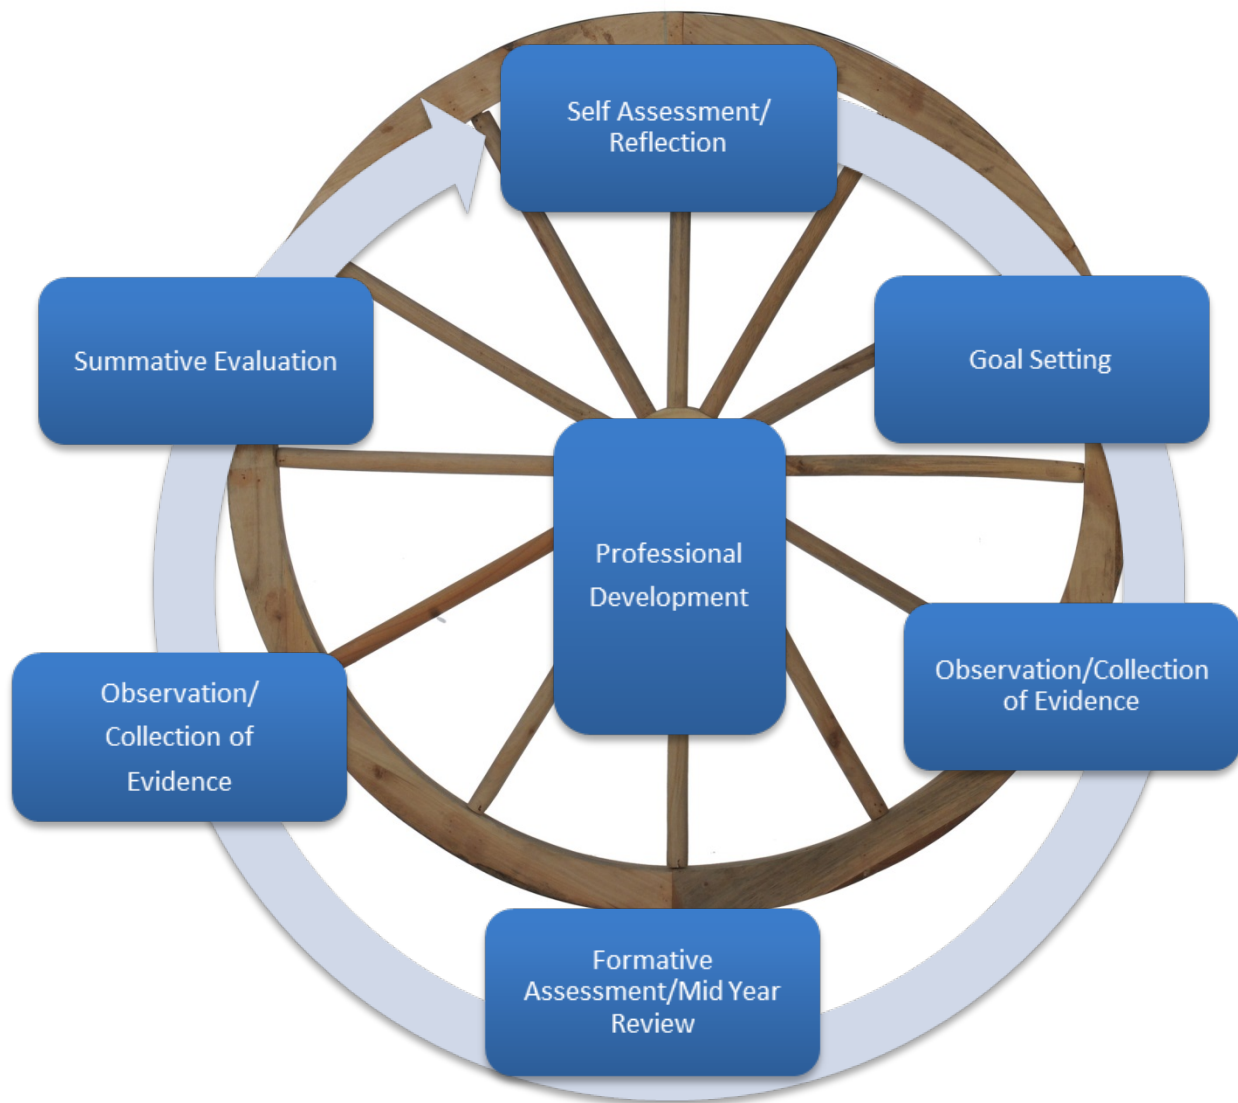 Self Assessment/
Reflection
Goal Setting
Observation/Collection
of Evidence
Formative
Assessment/Mid Year
Review
Observation/
Collection of
Evidence
Summative Evaluation
Professional
Development